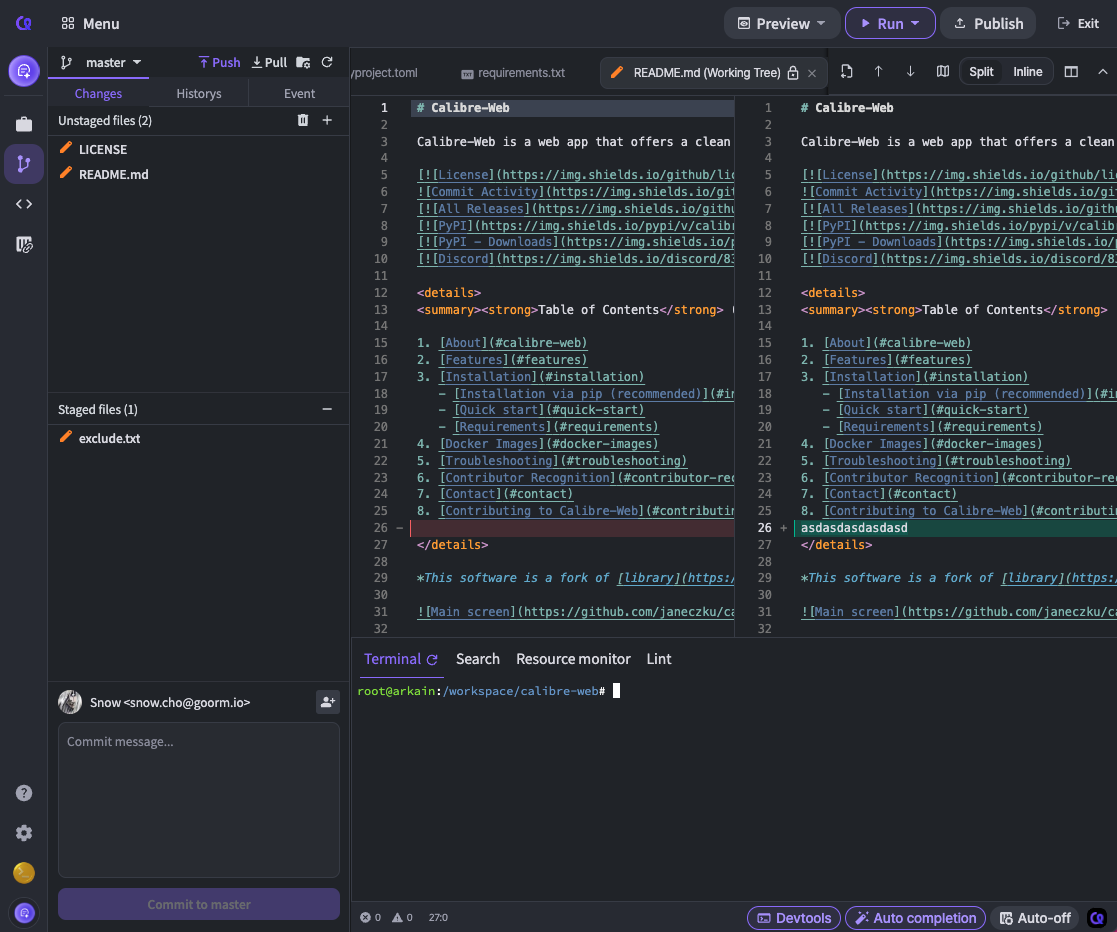 Menu
Preview
Run
Publish
Exit
master
Push
Pull
yproject.toml
requirements.txt
README.md (Working Tree)
Split
Inline
Changes
Historys
Event
Unstaged files (2)
LICENSE
README.md
Staged files (1)
exclude.txt
Snow <snow.cho@goorm.io>
Commit message...
Commit to master
1 # Calibre-Web
2
3 Calibre-Web is a web app that offers a clean
4
5 [![License](https://img.shields.io/github/lic
6 ![Commit Activity](https://img.shields.io/git
7 [![All Releases](https://img.shields.io/githu
8 [![PyPI](https://img.shields.io/pypi/v/calibr
9 [![PyPI - Downloads](https://img.shields.io/p
10 [![Discord](https://img.shields.io/discord/83
11
12 <details>
13 <summary><strong>Table of Contents</strong> (
14
15 1. [About](#calibre-web)
16 2. [Features](#features)
17 3. [Installation](#installation)
18 - [Installation via pip (recommended)](#in
19 - [Quick start](#quick-start)
20 - [Requirements](#requirements)
21 4. [Docker Images](#docker-images)
22 5. [Troubleshooting](#troubleshooting)
23 6. [Contributor Recognition](#contributor-rec
24 7. [Contact](#contact)
25 8. [Contributing to Calibre-Web](#contributin
26 -
27 </details>
28
29 *This software is a fork of [library](https:/
30
31 ![Main screen](https://github.com/janeczku/ca
32
1 # Calibre-Web
2
3 Calibre-Web is a web app that offers a clean
4
5 [![License](https://img.shields.io/github/lic
6 ![Commit Activity](https://img.shields.io/git
7 [![All Releases](https://img.shields.io/githu
8 [![PyPI](https://img.shields.io/pypi/v/calibr
9 [![PyPI - Downloads](https://img.shields.io/p
10 [![Discord](https://img.shields.io/discord/83
11
12 <details>
13 <summary><strong>Table of Contents</strong>
14
15 1. [About](#calibre-web)
16 2. [Features](#features)
17 3. [Installation](#installation)
18 - [Installation via pip (recommended)](#in
19 - [Quick start](#quick-start)
20 - [Requirements](#requirements)
21 4. [Docker Images](#docker-images)
22 5. [Troubleshooting](#troubleshooting)
23 6. [Contributor Recognition](#contributor-rec
24 7. [Contact](#contact)
25 8. [Contributing to Calibre-Web](#contributin
26 + asdasdasdasdasd
27 </details>
28
29 *This software is a fork of [library](https:
30
31 ![Main screen](https://github.com/janeczku/ca
32
Terminal
Search
Resource monitor
Lint
root@arkain:/workspace/calibre-web#
0
0
27:0
Devtools
Auto completion
Auto-off